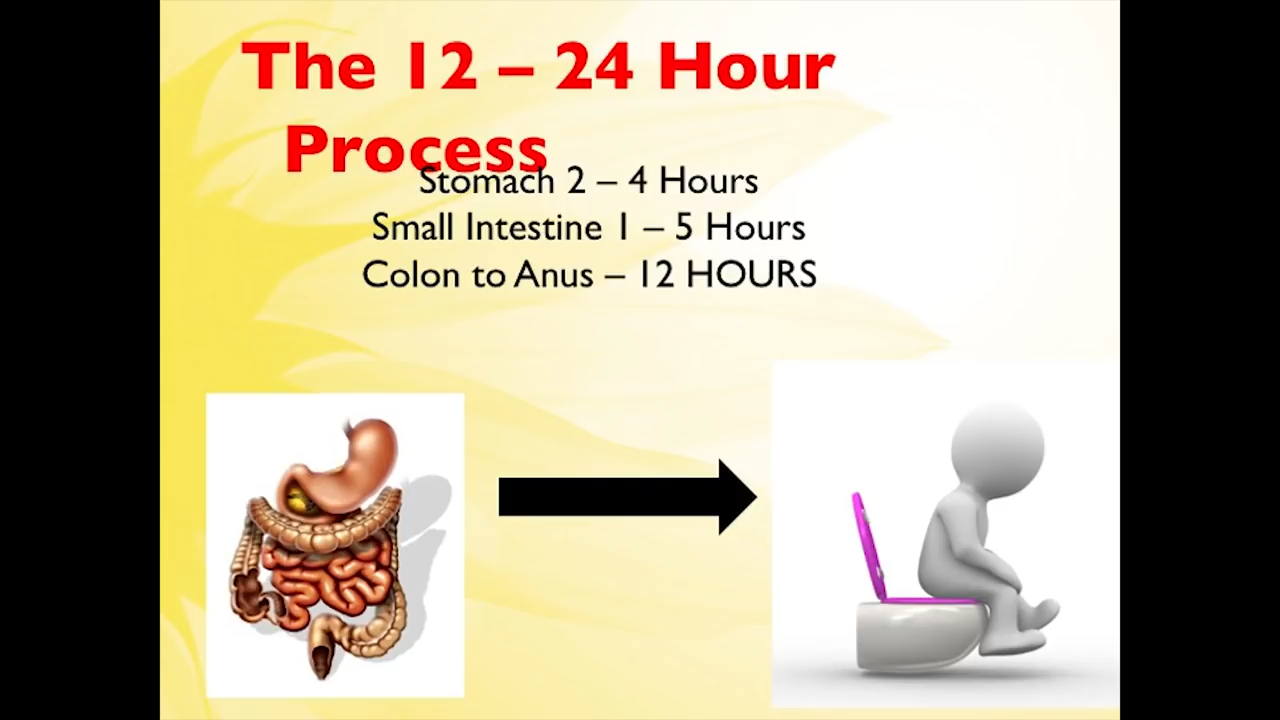 The 12 – 24 Hour
Process
Stomach 2 – 4 Hours
Small Intestine 1 – 5 Hours
Colon to Anus – 12 HOURS